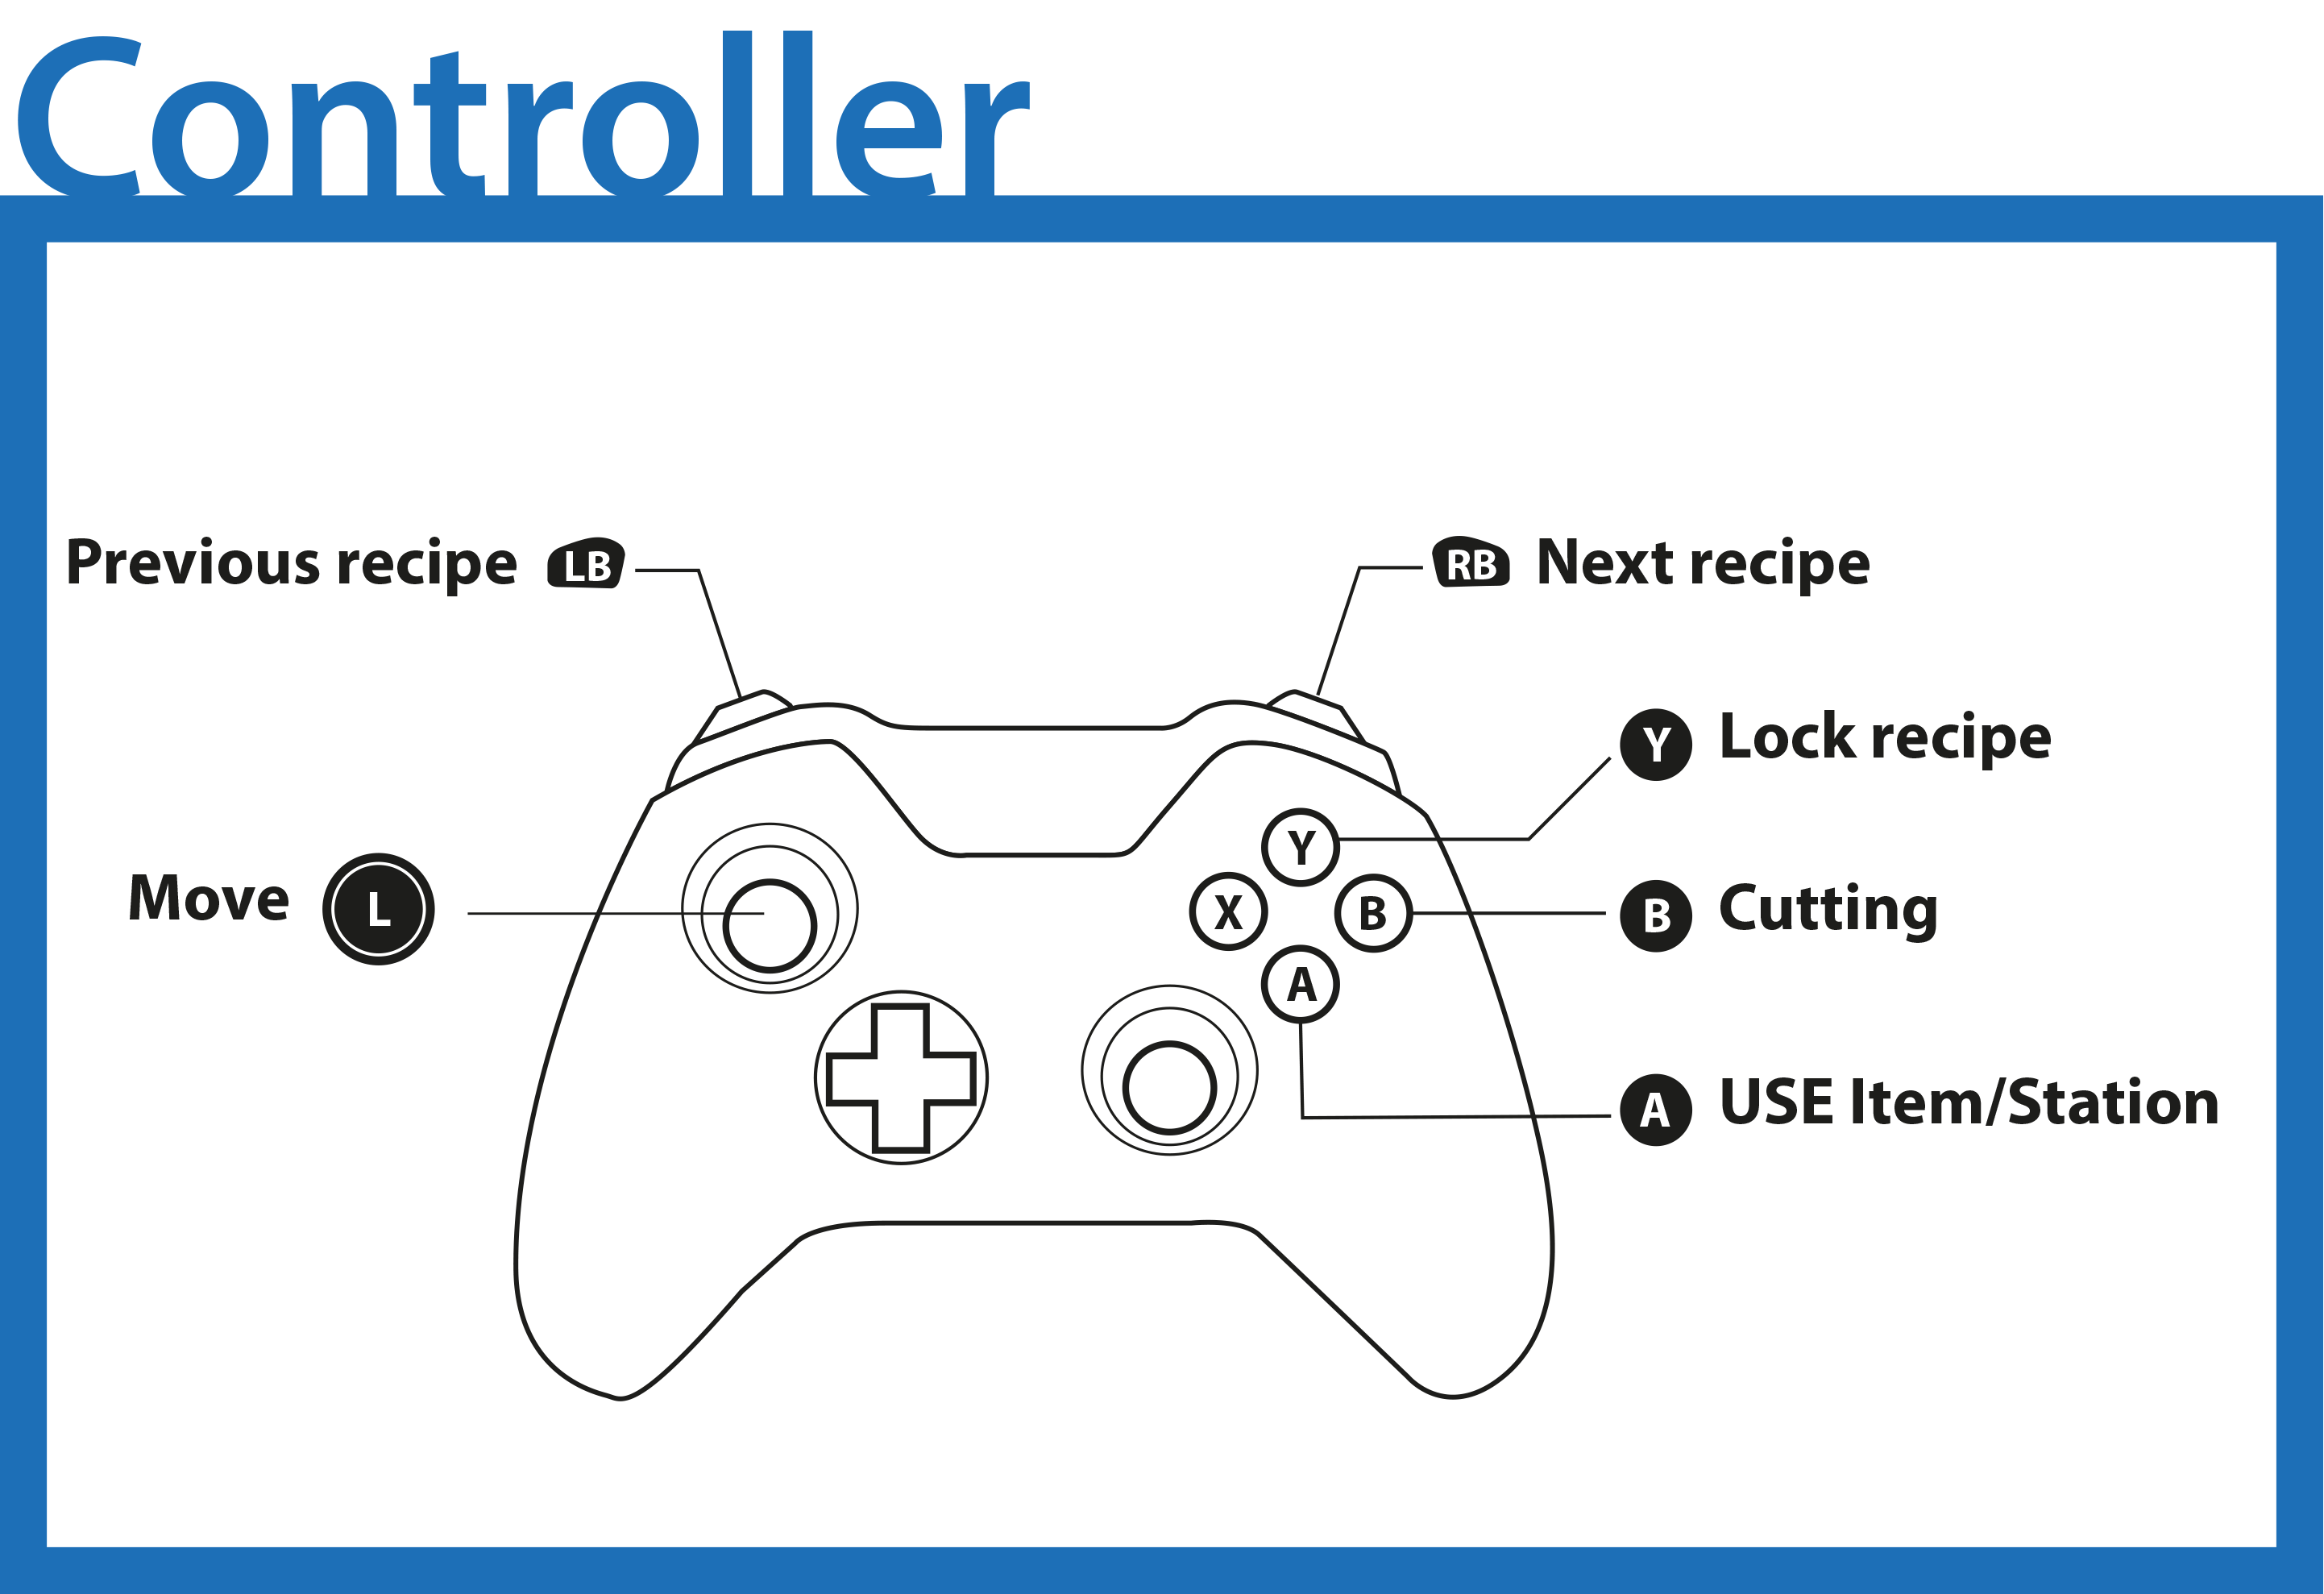 Controller
Previous recipe LB
RB Next recipe
Y Lock recipe
Move L
Y
X
B
A
B Cutting
A USE Item/Station